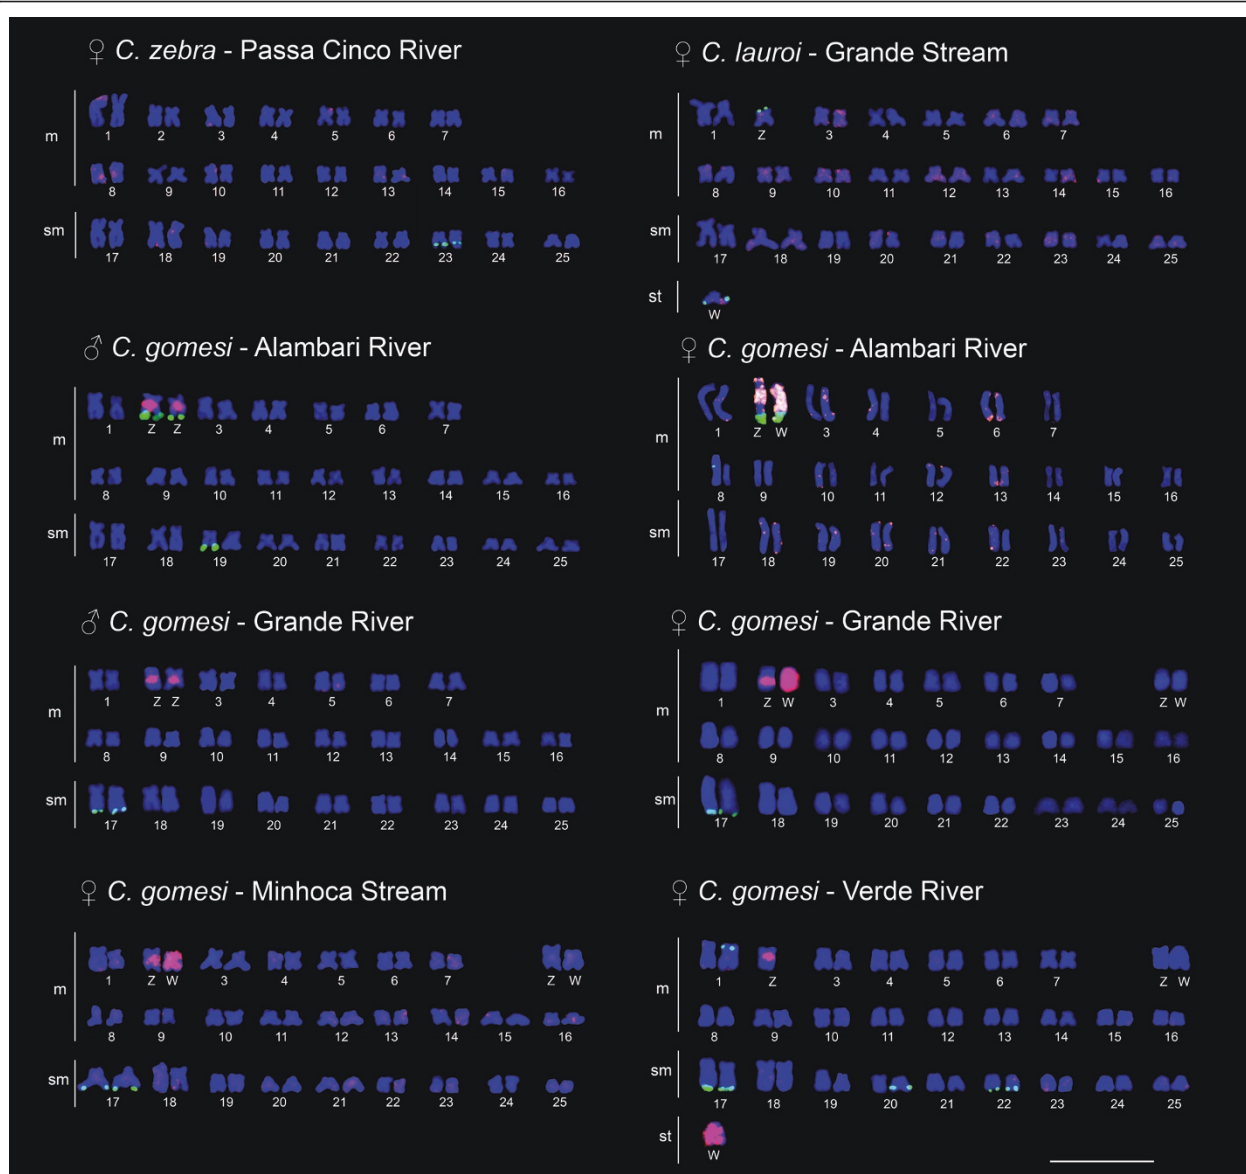 ♀ C. zebra - Passa Cinco River
m
1 2 3 4 5 6 7
8 9 10 11 12 13 14 15 16
sm
17 18 19 20 21 22 23 24 25
♀ C. lauroi - Grande Stream
m
1 Z 3 4 5 6 7
8 9 10 11 12 13 14 15 16
sm
17 18 19 20 21 22 23 24 25
st
W
♂ C. gomesi - Alambari River
m
1 Z Z 3 4 5 6 7
8 9 10 11 12 13 14 15 16
sm
17 18 19 20 21 22 23 24 25
♀ C. gomesi - Alambari River
m
1 Z W 3 4 5 6 7
8 9 10 11 12 13 14 15 16
sm
17 18 19 20 21 22 23 24 25
♂ C. gomesi - Grande River
m
1 Z Z 3 4 5 6 7
8 9 10 11 12 13 14 15 16
sm
17 18 19 20 21 22 23 24 25
♀ C. gomesi - Grande River
m
1 Z W 3 4 5 6 7 Z W
8 9 10 11 12 13 14 15 16
sm
17 18 19 20 21 22 23 24 25
♀ C. gomesi - Minhoca Stream
m
1 Z W 3 4 5 6 7 Z W
8 9 10 11 12 13 14 15 16
sm
17 18 19 20 21 22 23 24 25
♀ C. gomesi - Verde River
m
1 Z 3 4 5 6 7 Z W
8 9 10 11 12 13 14 15 16
sm
17 18 19 20 21 22 23 24 25
st
W